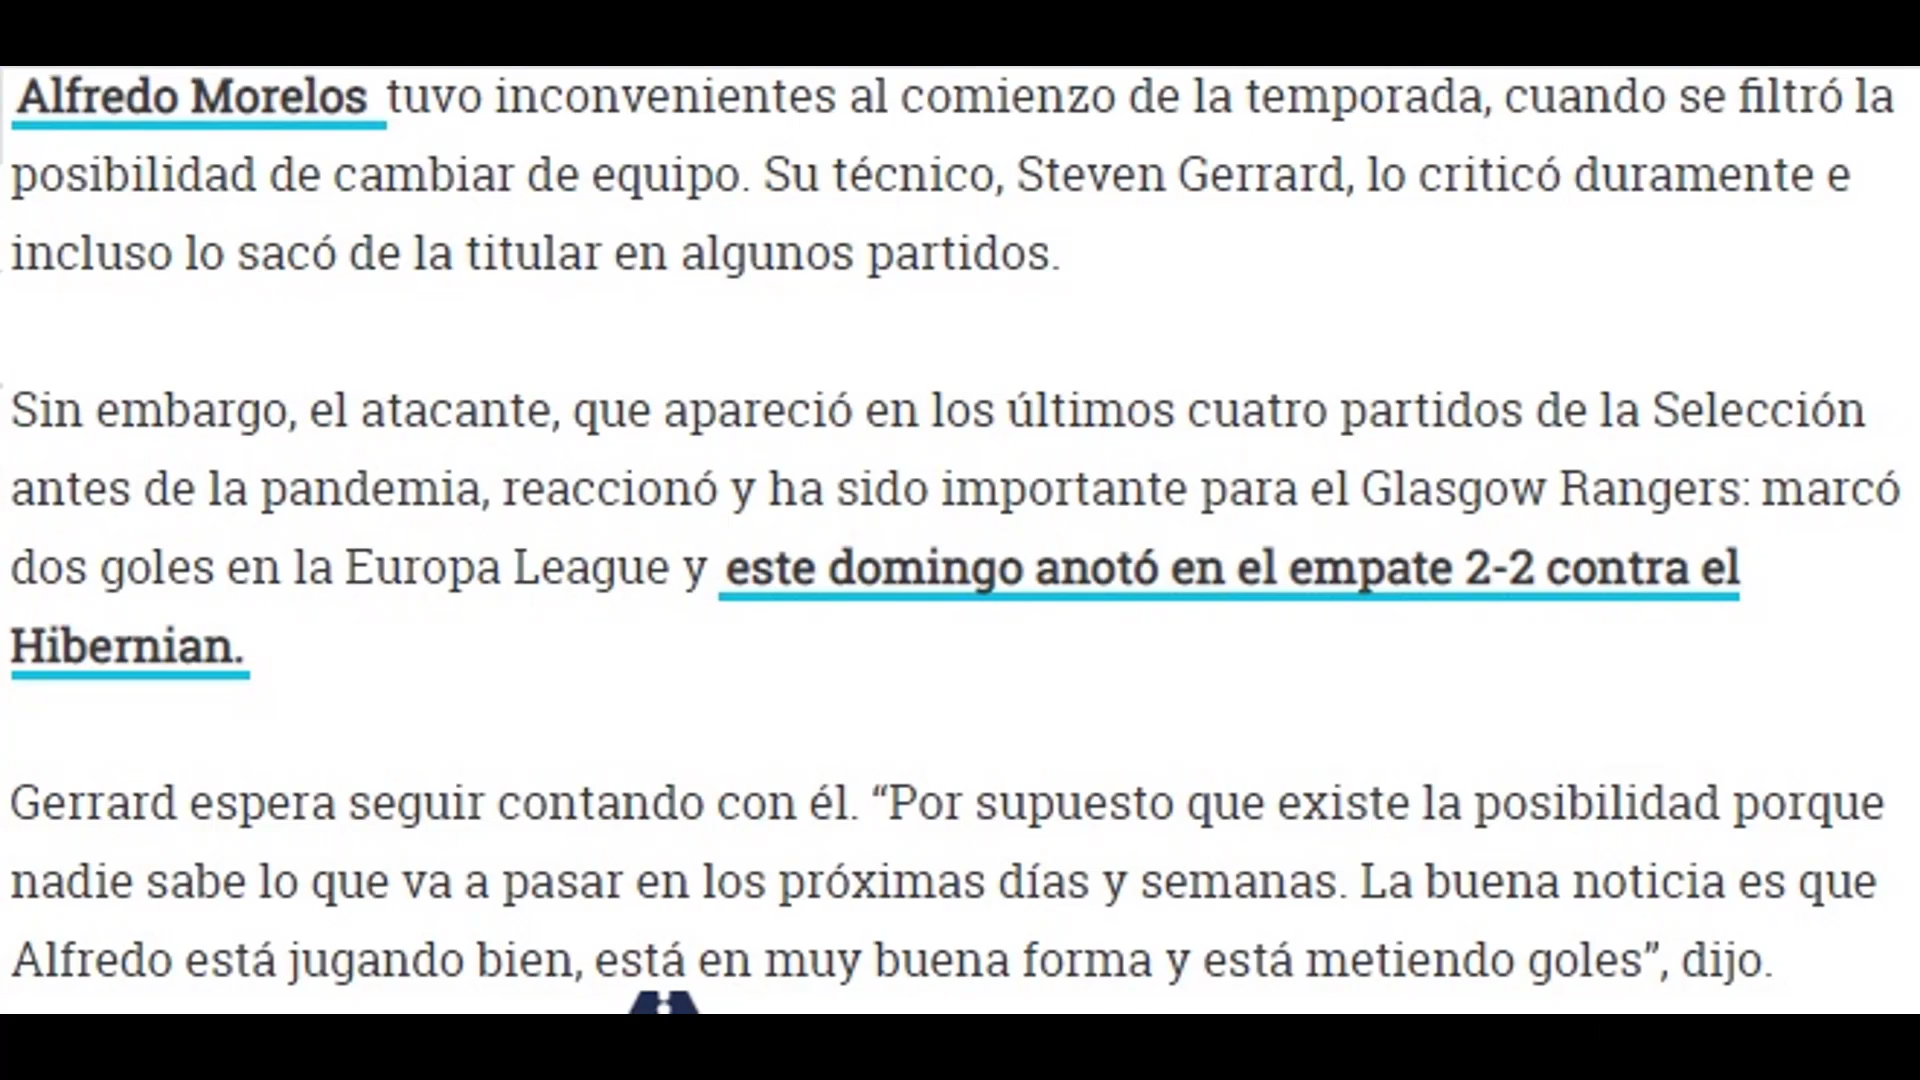 Alfredo Morelos tuvo inconvenientes al comienzo de la temporada, cuando se filtró la
posibilidad de cambiar de equipo. Su técnico, Steven Gerrard, lo criticó duramente e
incluso lo sacó de la titular en algunos partidos.
Sin embargo, el atacante, que apareció en los últimos cuatro partidos de la Selección
antes de la pandemia, reaccionó y ha sido importante para el Glasgow Rangers: marcó
dos goles en la Europa League y este domingo anotó en el empate 2-2 contra el
Hibernian.
Gerrard espera seguir contando con él. “Por supuesto que existe la posibilidad porque
nadie sabe lo que va a pasar en los próximas días y semanas. La buena noticia es que
Alfredo está jugando bien, está en muy buena forma y está metiendo goles”, dijo.